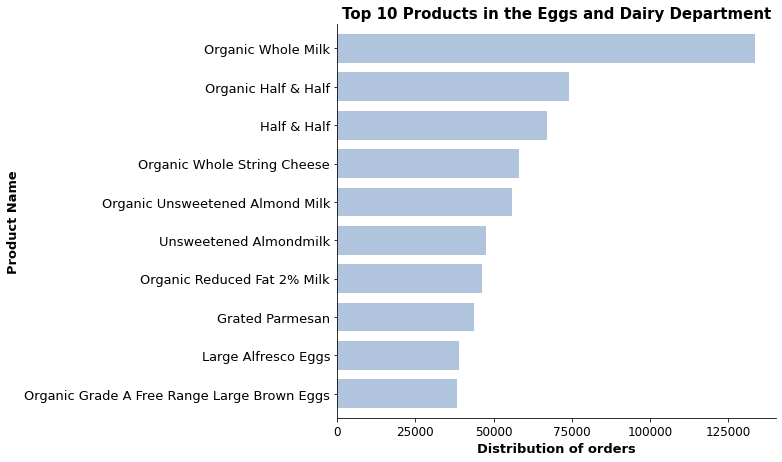 Top 10 Products in the Eggs and Dairy Department
Product Name
Organic Whole Milk
Organic Half & Half
Half & Half
Organic Whole String Cheese
Organic Unsweetened Almond Milk
Unsweetened Almondmilk
Organic Reduced Fat 2% Milk
Grated Parmesan
Large Alfresco Eggs
Organic Grade A Free Range Large Brown Eggs
0 25000 50000 75000 100000 125000
Distribution of orders